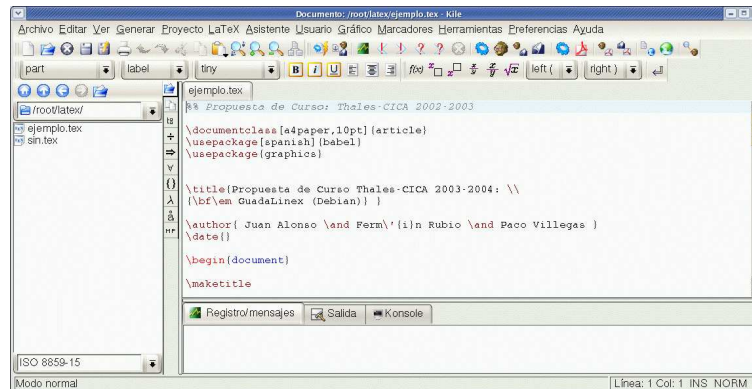 Documento: /root/latex/ejemplo.tex - Kile
Archivo Editar Ver Generar Proyecto LaTeX Asistente Usuario Gráfico Marcadores Herramientas Preferencias Ayuda
part label tiny B i U f(x) left ( right )
/root/latex/
ejemplo.tex
sin.tex
ISO 8859-15
ejemplo.tex
%% Propuesta de Curso: Thales-CICA 2002-2003
\documentclass[a4paper,10pt]{article}
\usepackage[spanish]{babel}
\usepackage{graphics}
\title{Propuesta de Curso Thales-CICA 2003-2004: \\
{\bf\em GuadaLinex (Debian)} }
\author{ Juan Alonso \and Ferm\'{i}n Rubio \and Paco Villegas }
\date{}
\begin{document}
\maketitle
Registro/mensajes Salida Konsole
Modo normal Línea: 1 Col: 1 INS NORM